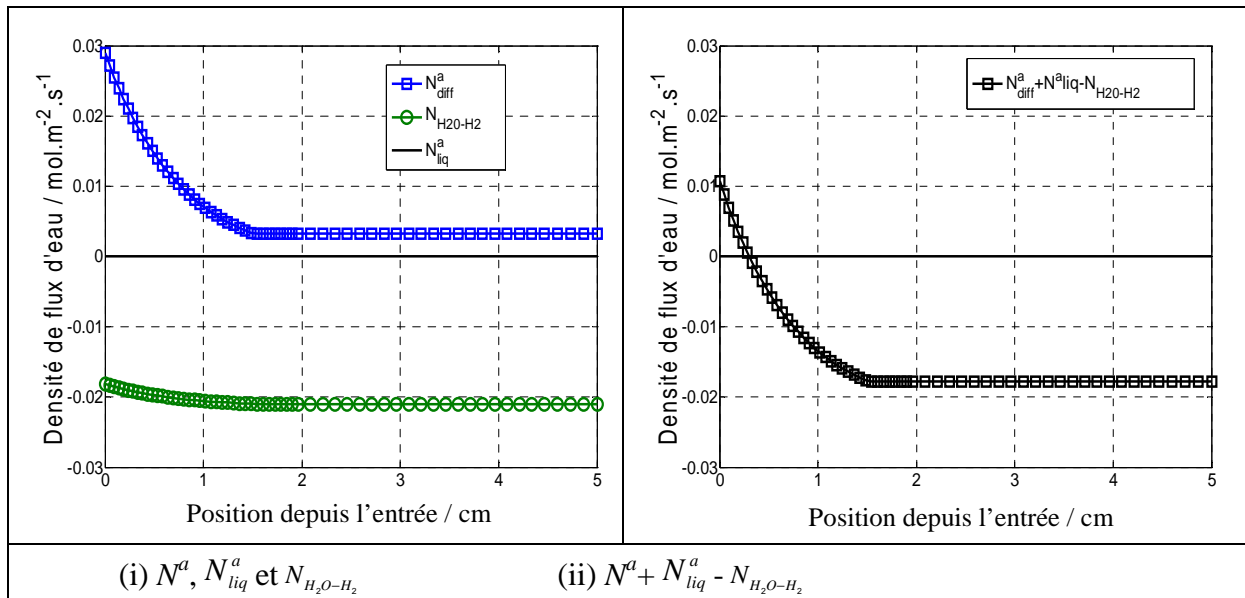 0.03
0.02
0.01
0
-0.01
-0.02
-0.03
Densité de flux d'eau / mol.m⁻².s⁻¹
N^a_diff
N_H20-H2
N^a_liq
0 1 2 3 4 5
Position depuis l'entrée / cm
0.03
0.02
0.01
0
-0.01
-0.02
-0.03
Densité de flux d'eau / mol.m⁻².s⁻¹
N^a_diff+N^aliq-N_H20-H2
0 1 2 3 4 5
Position depuis l'entrée / cm
(i) N^a, N^a_liq et N_H₂O−H₂
(ii) N^a+ N^a_liq - N_H₂O−H₂